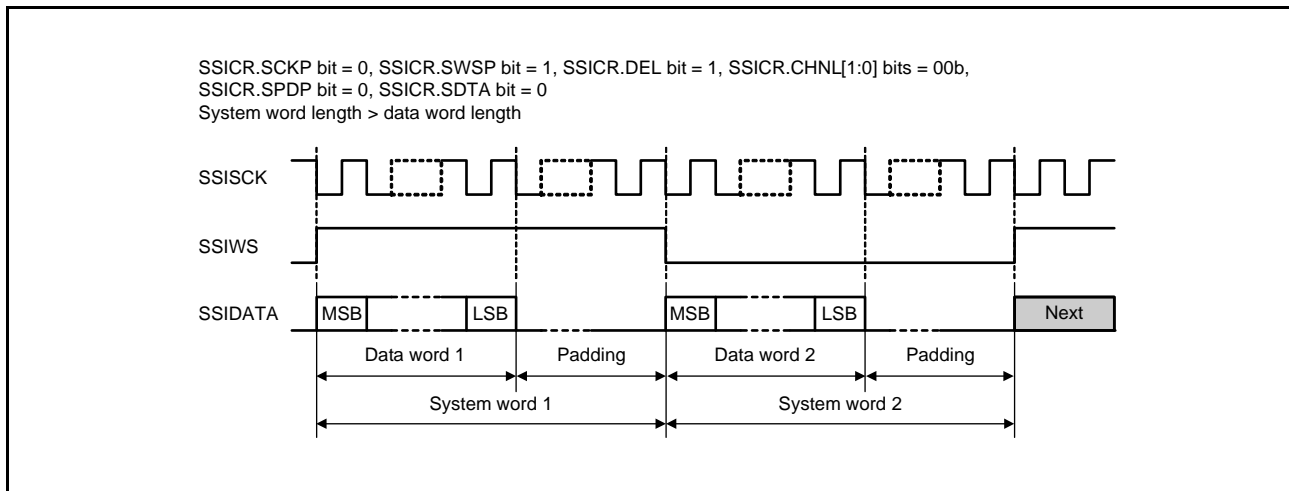 SSICR.SCKP bit = 0, SSICR.SWSP bit = 1, SSICR.DEL bit = 1, SSICR.CHNL[1:0] bits = 00b,
SSICR.SPDP bit = 0, SSICR.SDTA bit = 0
System word length > data word length
SSISCK
SSIWS
SSIDATA MSB LSB MSB LSB Next
Data word 1 Padding Data word 2 Padding
System word 1 System word 2